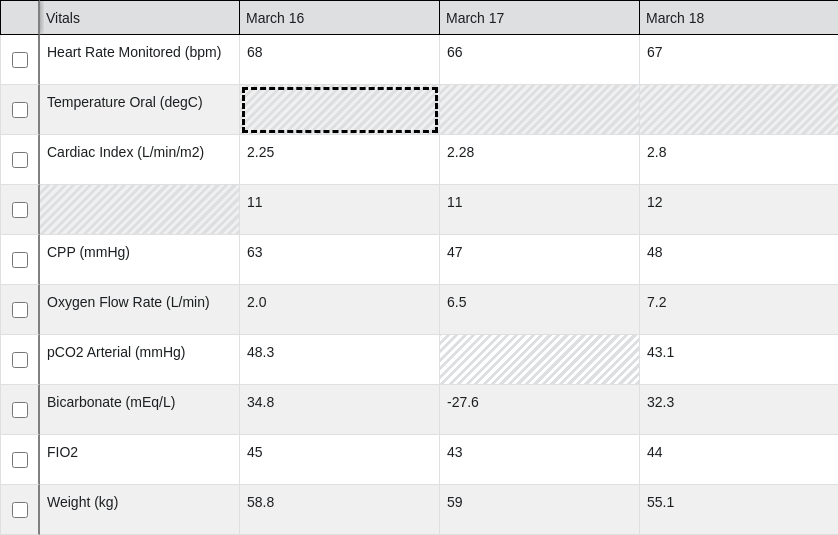 Vitals March 16 March 17 March 18
Heart Rate Monitored (bpm) 68 66 67
Temperature Oral (degC)
Cardiac Index (L/min/m2) 2.25 2.28 2.8
11 11 12
CPP (mmHg) 63 47 48
Oxygen Flow Rate (L/min) 2.0 6.5 7.2
pCO2 Arterial (mmHg) 48.3 43.1
Bicarbonate (mEq/L) 34.8 -27.6 32.3
FIO2 45 43 44
Weight (kg) 58.8 59 55.1